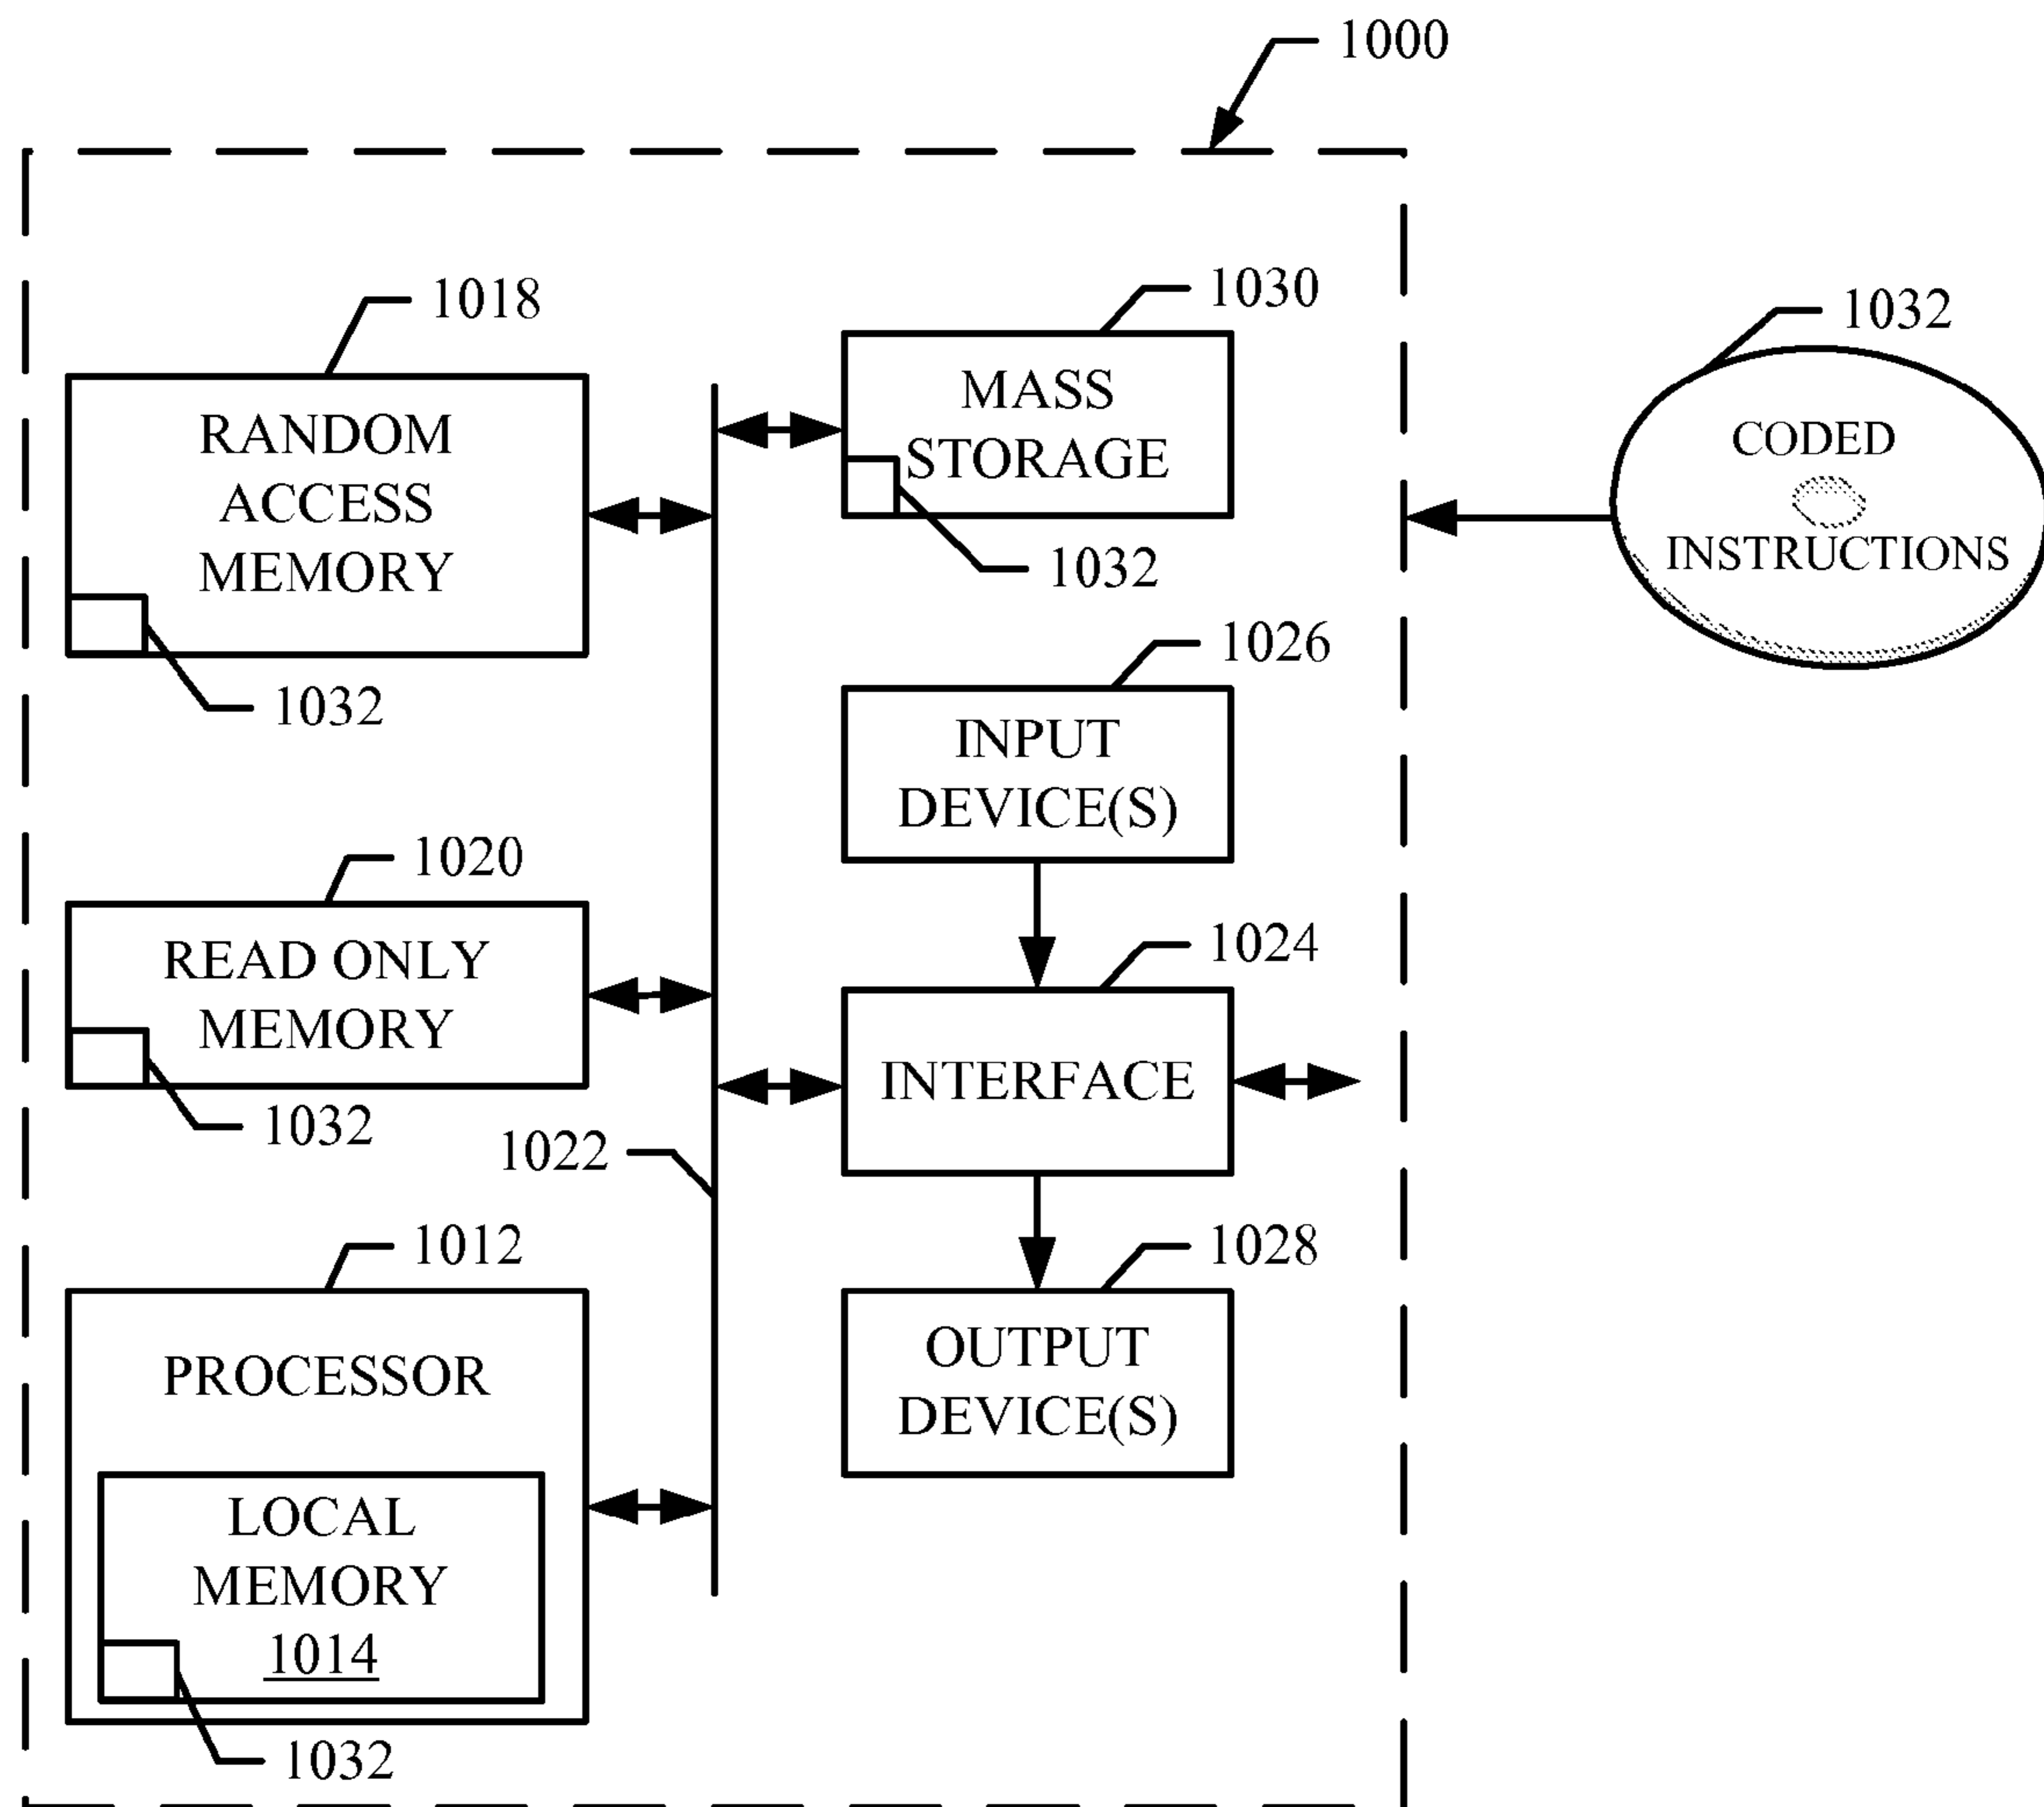 1000
1018
RANDOM
ACCESS
MEMORY
1032
1030
MASS
STORAGE
1032
1032
CODED
INSTRUCTIONS
1026
INPUT
DEVICE(S)
1020
READ ONLY
MEMORY
1032
1024
INTERFACE
1022
1012
PROCESSOR
LOCAL
MEMORY
1014
1032
1028
OUTPUT
DEVICE(S)